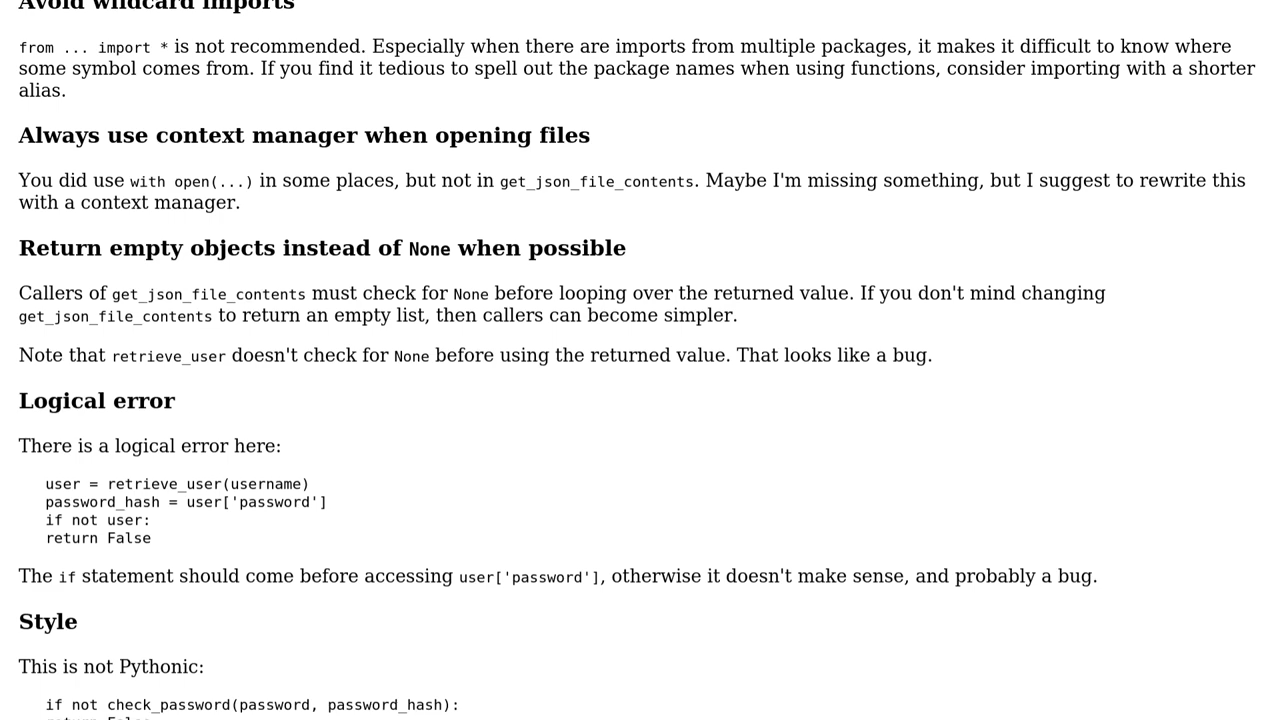 Avoid wildcard imports
from ... import * is not recommended. Especially when there are imports from multiple packages, it makes it difficult to know where
some symbol comes from. If you find it tedious to spell out the package names when using functions, consider importing with a shorter
alias.
Always use context manager when opening files
You did use with open(...) in some places, but not in get_json_file_contents. Maybe I'm missing something, but I suggest to rewrite this
with a context manager.
Return empty objects instead of None when possible
Callers of get_json_file_contents must check for None before looping over the returned value. If you don't mind changing
get_json_file_contents to return an empty list, then callers can become simpler.
Note that retrieve_user doesn't check for None before using the returned value. That looks like a bug.
Logical error
There is a logical error here:
user = retrieve_user(username)
password_hash = user['password']
if not user:
return False
The if statement should come before accessing user['password'], otherwise it doesn't make sense, and probably a bug.
Style
This is not Pythonic:
if not check_password(password, password_hash):
return False